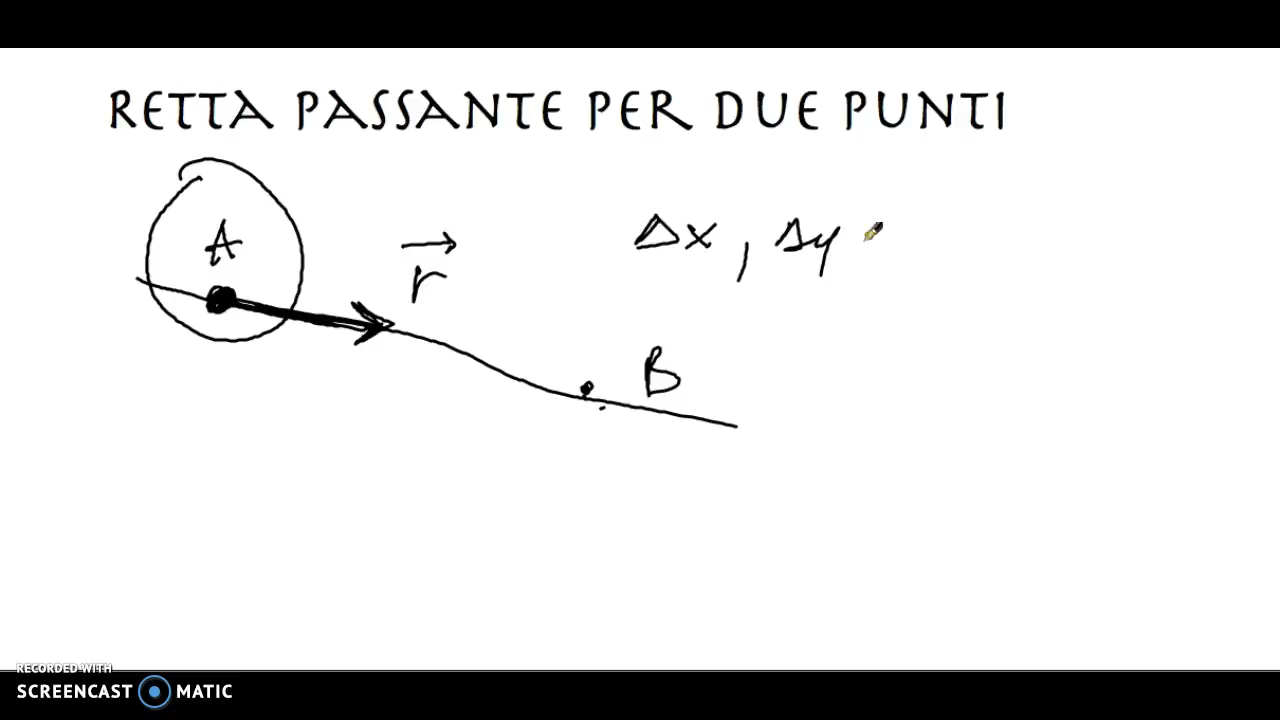 RETTA PASSANTE PER DUE PUNTI
A
r
Δx, Δy
B
RECORDED WITH
SCREENCAST MATIC